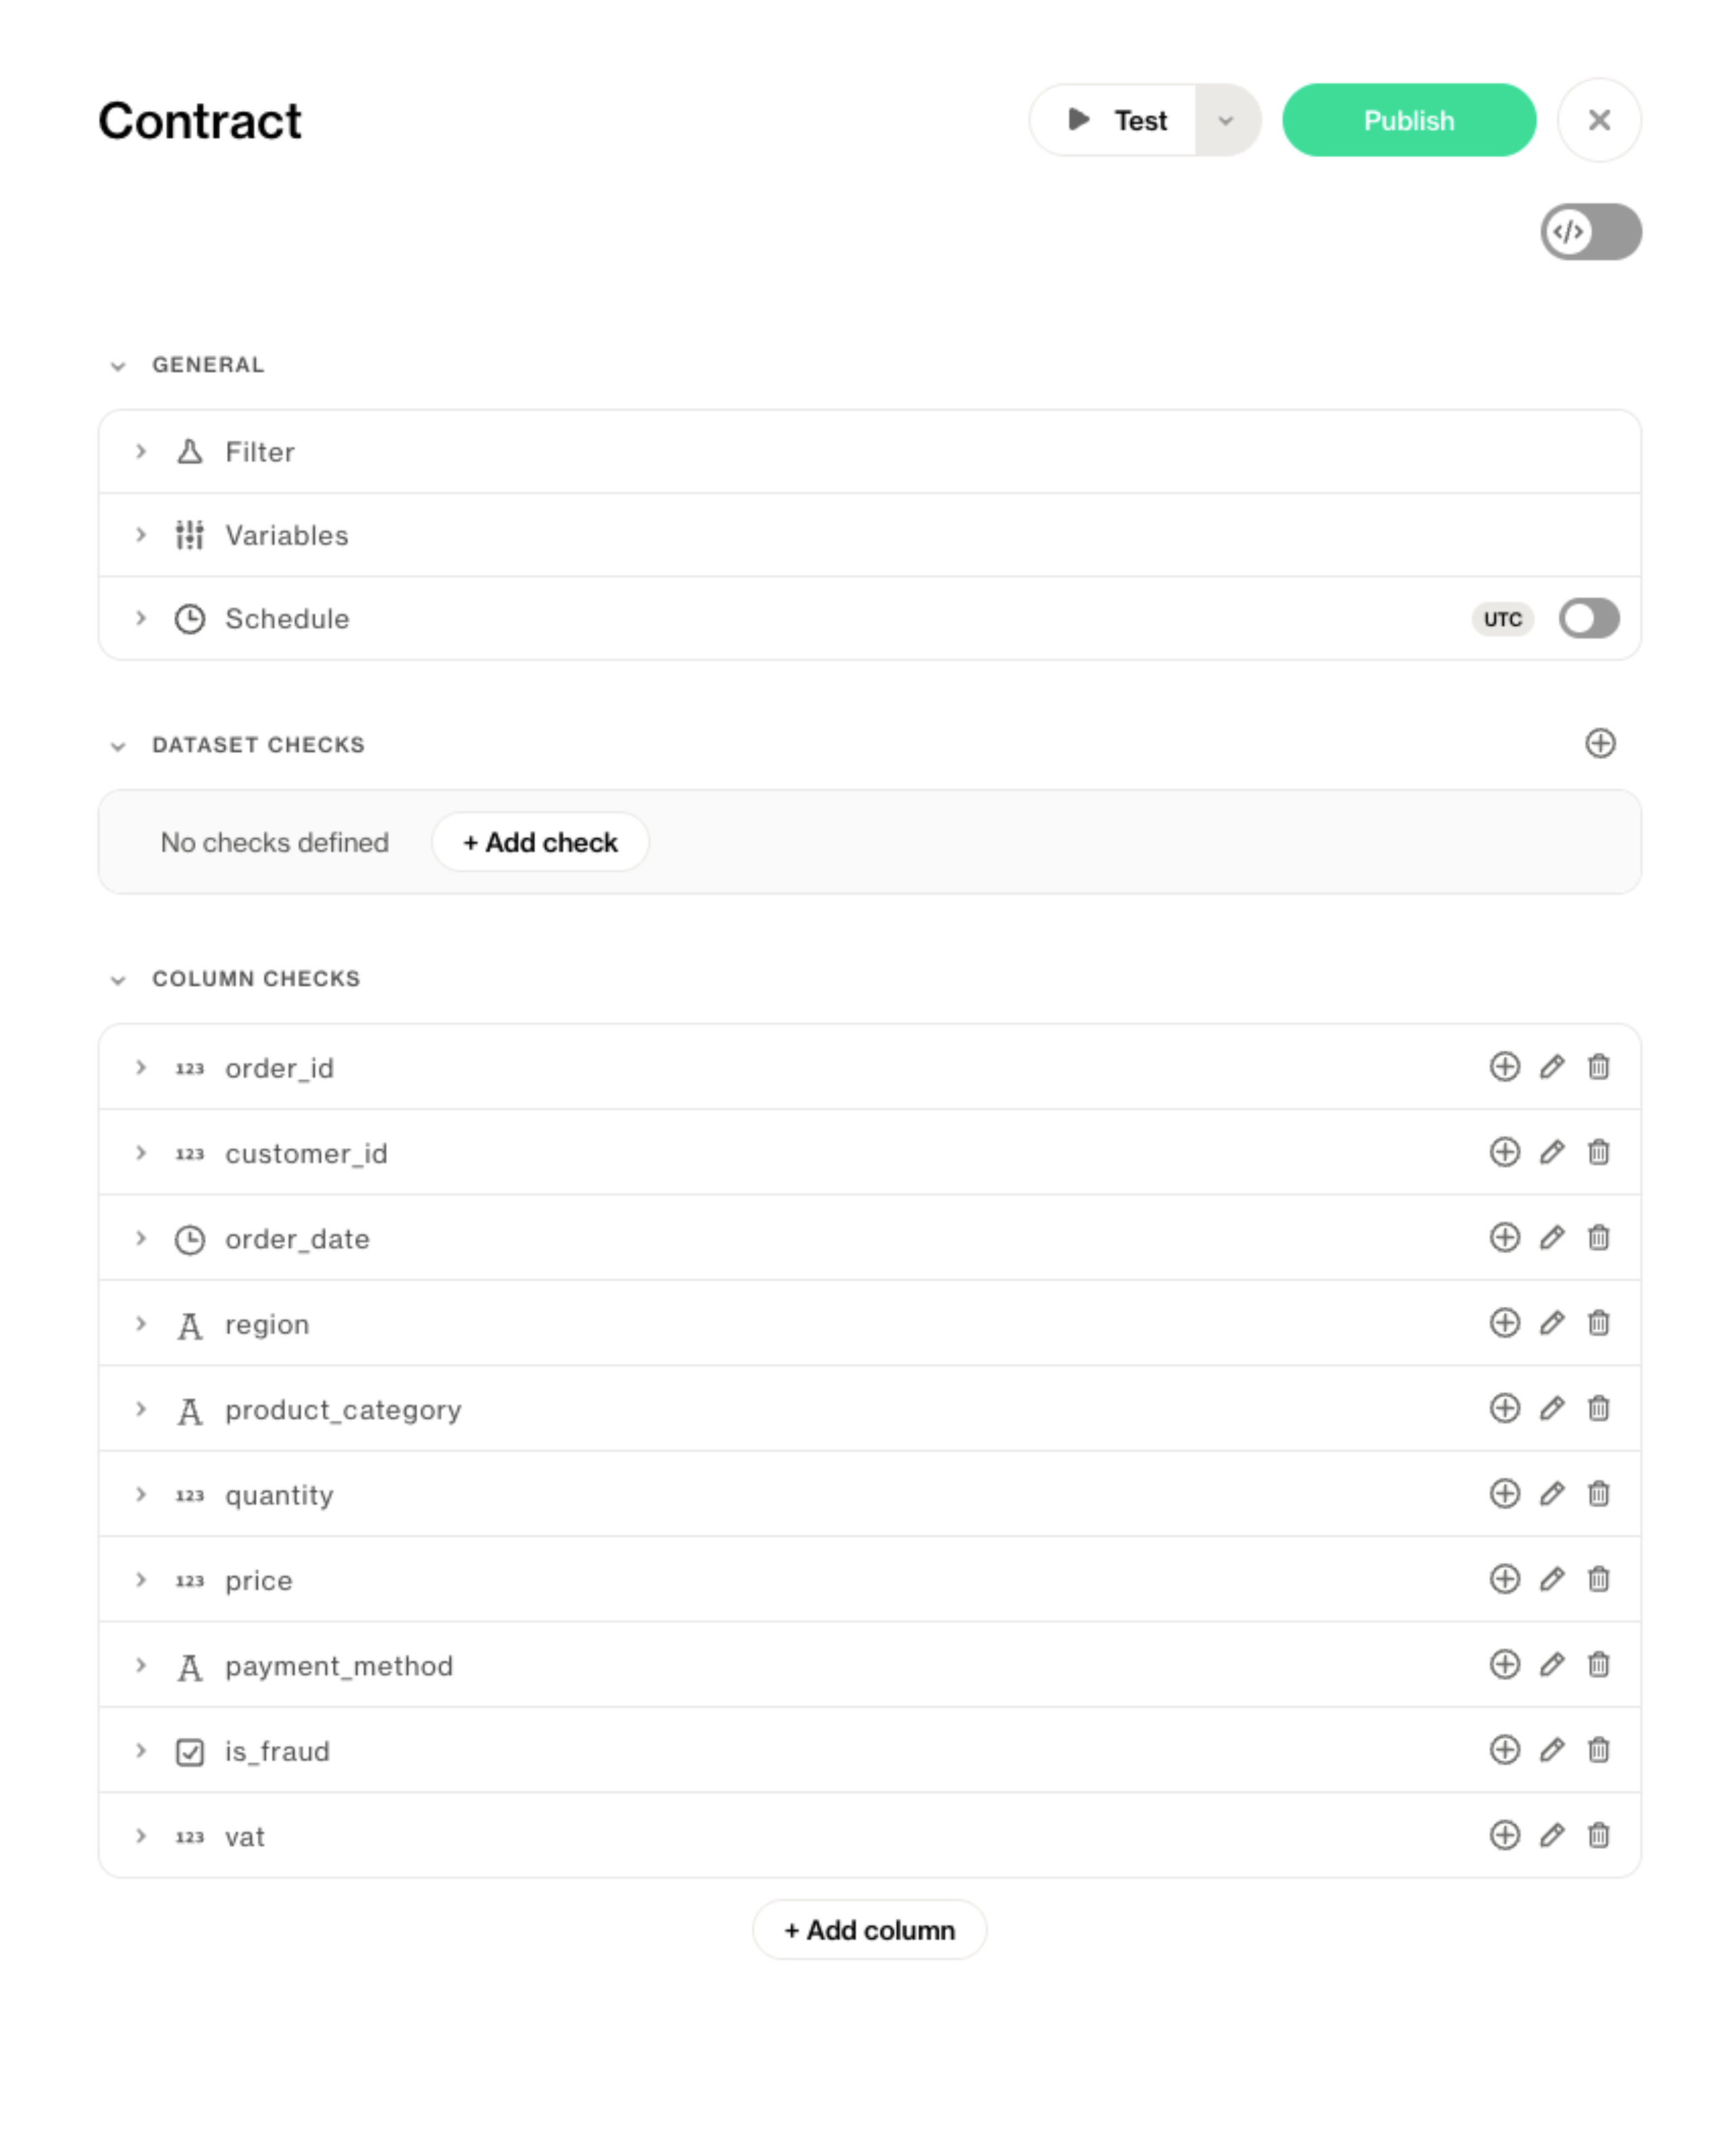 Contract
Test
Publish
</>
GENERAL
Filter
Variables
Schedule
UTC
DATASET CHECKS
No checks defined
+ Add check
COLUMN CHECKS
123 order_id
123 customer_id
order_date
A region
A product_category
123 quantity
123 price
A payment_method
is_fraud
123 vat
+ Add column